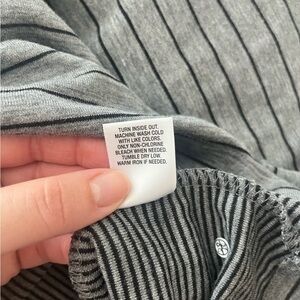 TURN INSIDE OUT.
MACHINE WASH COLD
WITH LIKE COLORS.
ONLY NON-CHLORINE
BLEACH WHEN NEEDED.
TUMBLE DRY LOW.
WARM IRON IF NEEDED.